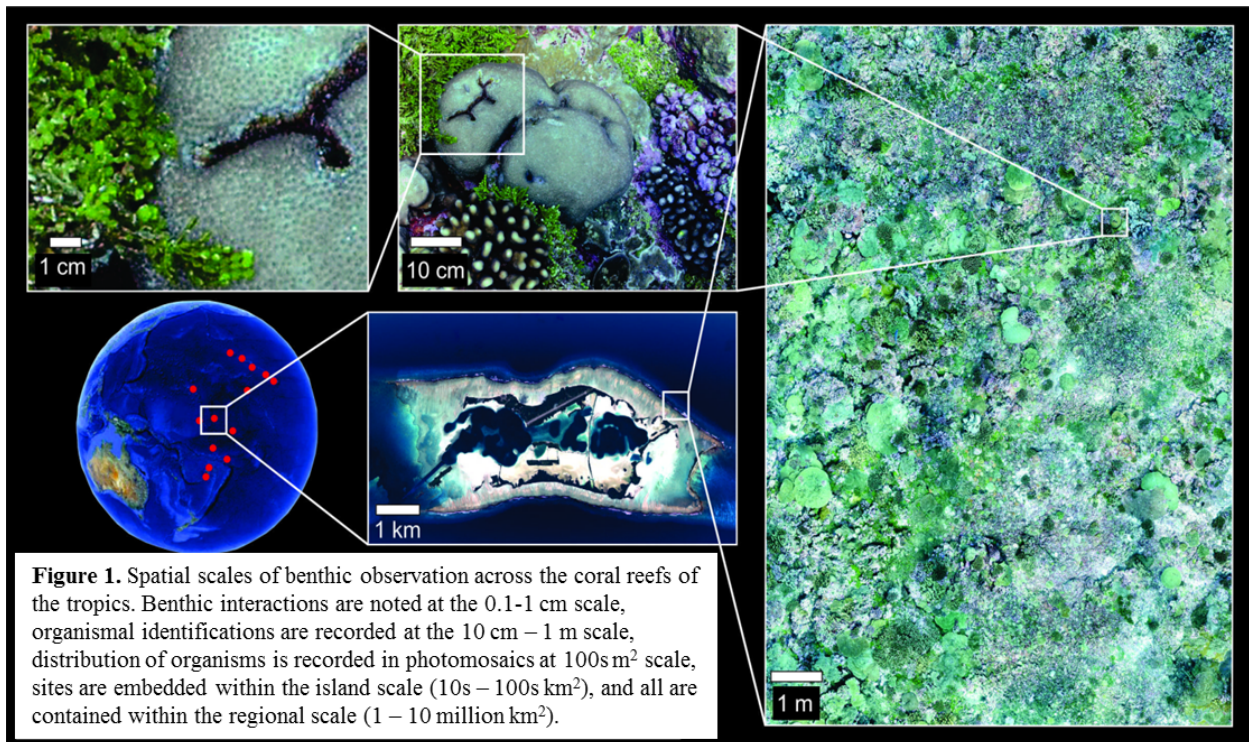 1 cm
10 cm
1 km
1 m
Figure 1. Spatial scales of benthic observation across the coral reefs of
the tropics. Benthic interactions are noted at the 0.1-1 cm scale,
organismal identifications are recorded at the 10 cm – 1 m scale,
distribution of organisms is recorded in photomosaics at 100s m² scale,
sites are embedded within the island scale (10s – 100s km²), and all are
contained within the regional scale (1 – 10 million km²).